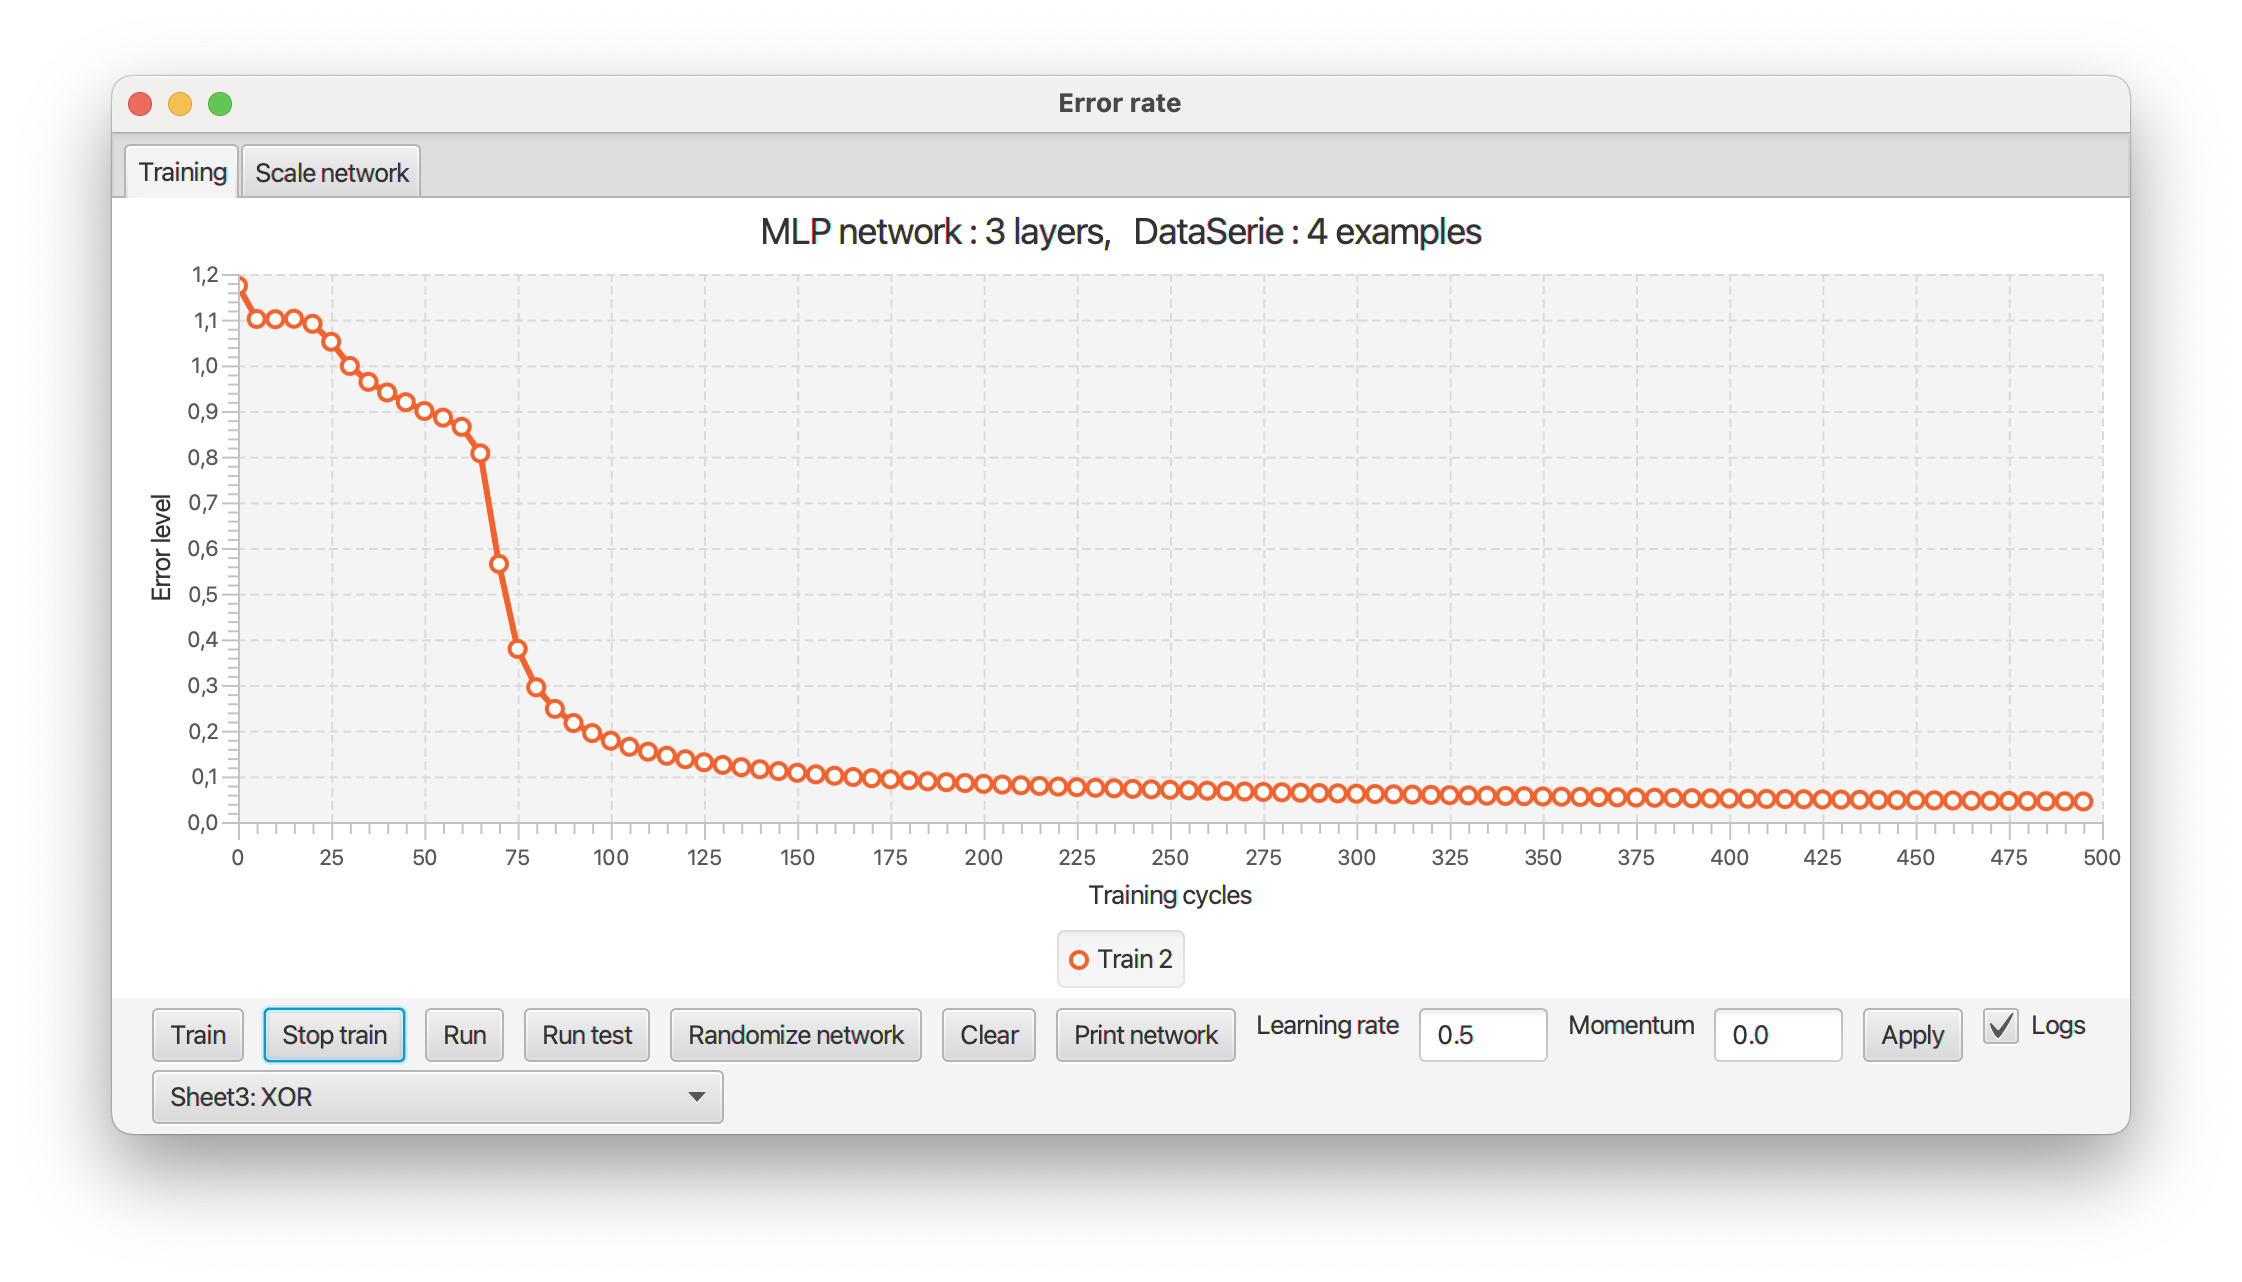 Error rate
Training
Scale network
MLP network : 3 layers, DataSerie : 4 examples
1,2
1,1
1,0
0,9
0,8
0,7
0,6
0,5
0,4
0,3
0,2
0,1
0,0
Error level
0 25 50 75 100 125 150 175 200 225 250 275 300 325 350 375 400 425 450 475 500
Training cycles
Train 2
Train Stop train Run Run test Randomize network Clear Print network Learning rate 0.5 Momentum 0.0 Apply Logs
Sheet3: XOR